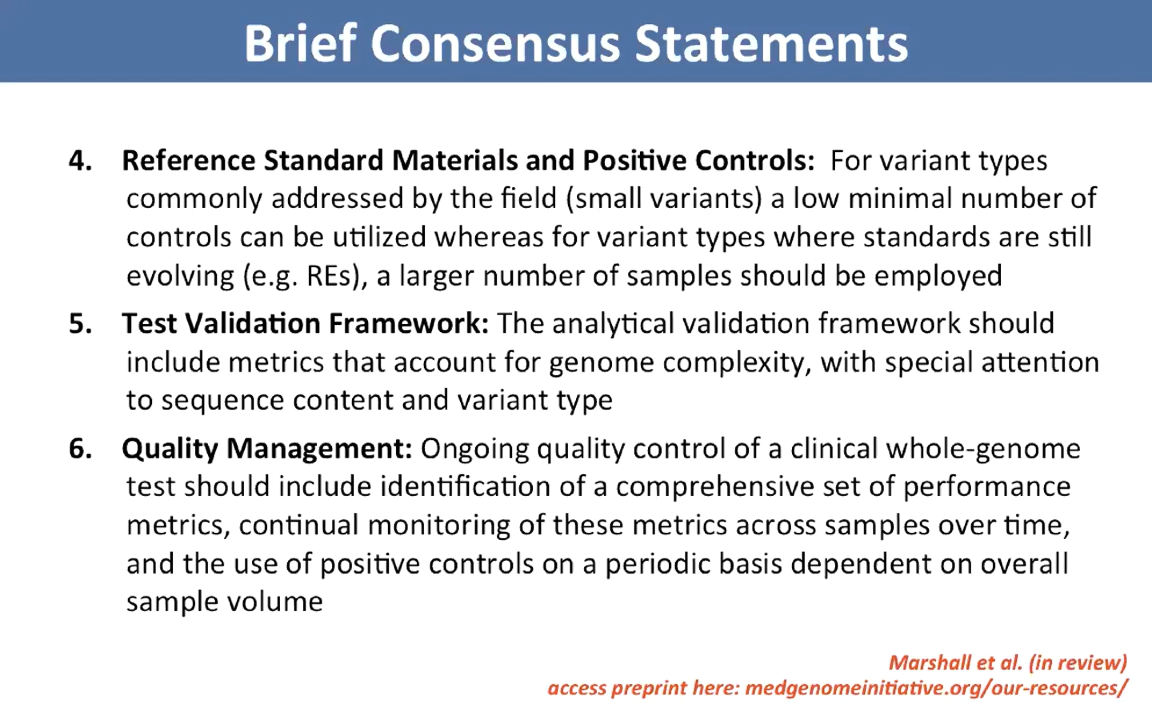 Brief Consensus Statements
4. Reference Standard Materials and Positive Controls: For variant types
commonly addressed by the field (small variants) a low minimal number of
controls can be utilized whereas for variant types where standards are still
evolving (e.g. REs), a larger number of samples should be employed
5. Test Validation Framework: The analytical validation framework should
include metrics that account for genome complexity, with special attention
to sequence content and variant type
6. Quality Management: Ongoing quality control of a clinical whole-genome
test should include identification of a comprehensive set of performance
metrics, continual monitoring of these metrics across samples over time,
and the use of positive controls on a periodic basis dependent on overall
sample volume
Marshall et al. (in review)
access preprint here: medgenomeinitiative.org/our-resources/